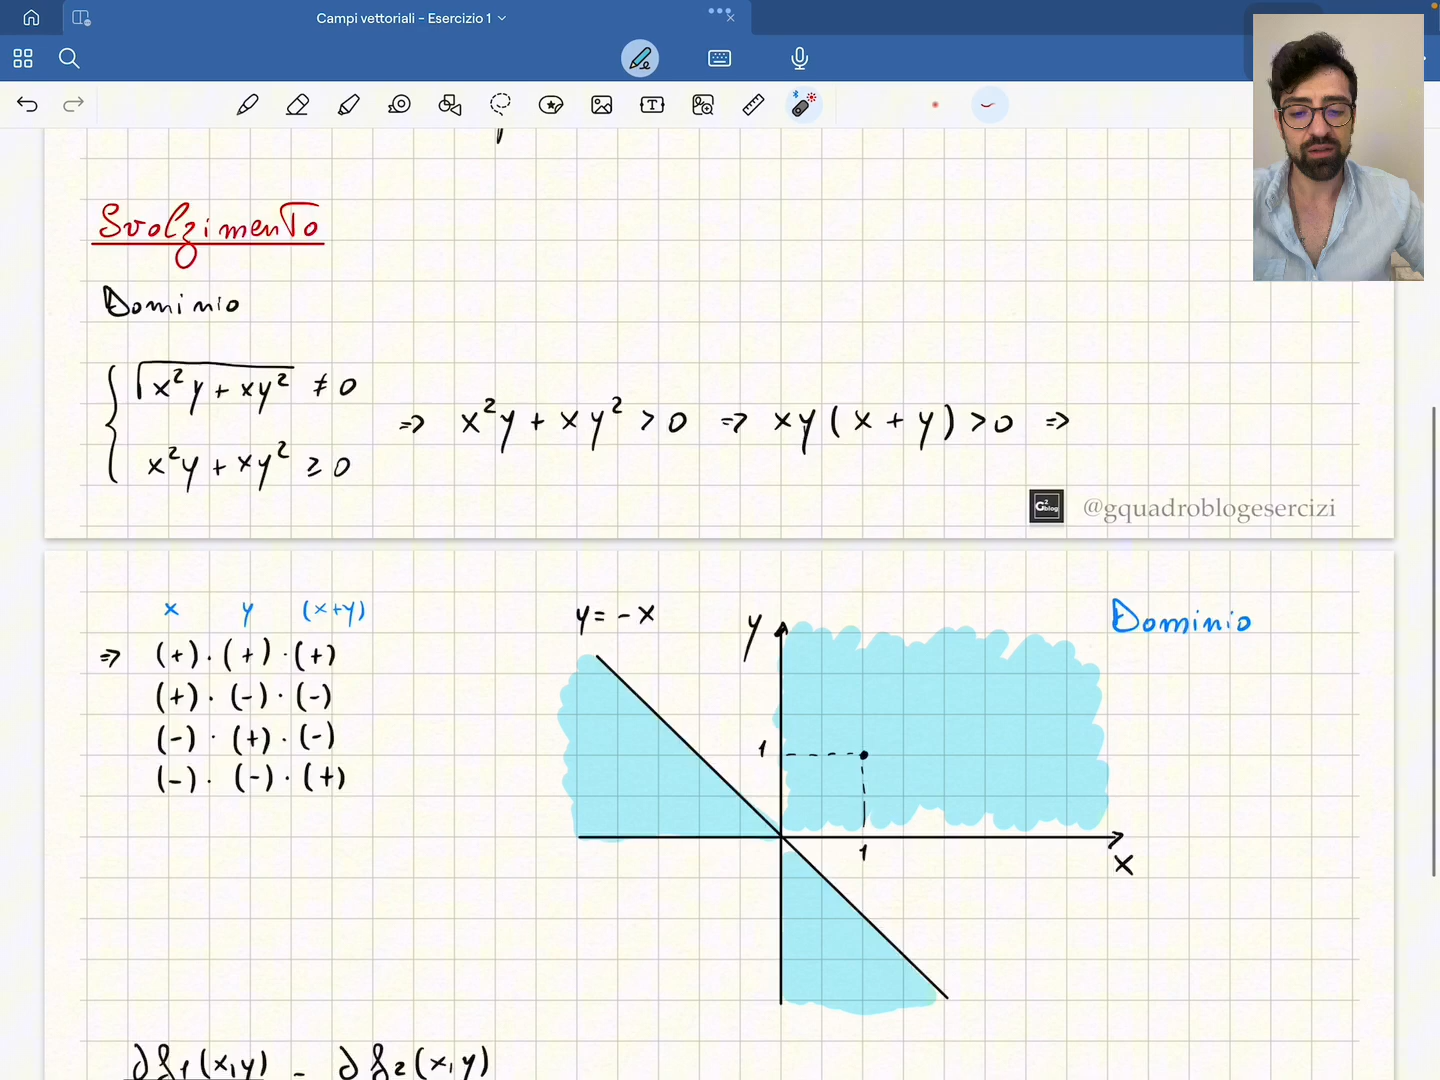 Campi vettoriali - Esercizio 1
Svolgimento
Dominio
√(x²y + xy²) ≠ 0
x²y + xy² ≥ 0
⇒ x²y + xy² > 0 ⇒ xy(x + y) > 0 ⇒
G²blog @gquadroblogesercizi
x y (x+y)
⇒ (+) · (+) · (+)
(+) · (-) · (-)
(-) · (+) · (-)
(-) · (-) · (+)
y = -x
y
1
1
x
Dominio
∂f₁(x,y) = ∂f₂(x,y)